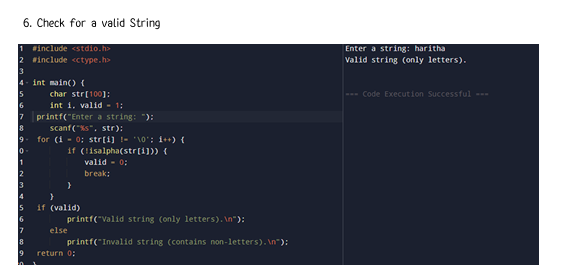 6. Check for a valid String
1 #include <stdio.h>
2 #include <ctype.h>
3
4- int main() {
5 char str[100];
6 int i, valid = 1;
7 printf("Enter a string: ");
8 scanf("%s", str);
9- for (i = 0; str[i] != '\0'; i++) {
0- if (!isalpha(str[i])) {
1 valid = 0;
2 break;
3 }
4 }
5 if (valid)
6 printf("Valid string (only letters).\n");
7 else
8 printf("Invalid string (contains non-letters).\n");
9 return 0;
Enter a string: haritha
Valid string (only letters).
=== Code Execution Successful ===